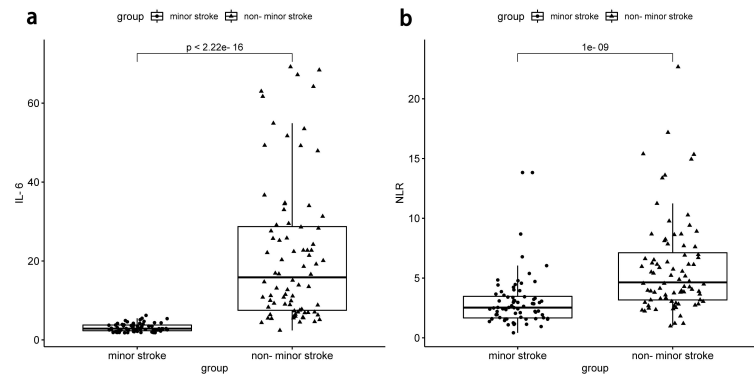 a
group minor stroke non- minor stroke
p < 2.22e- 16
60
40
20
0
IL- 6
minor stroke non- minor stroke
group
b
group minor stroke non- minor stroke
1e- 09
20
15
10
5
0
NLR
minor stroke non- minor stroke
group